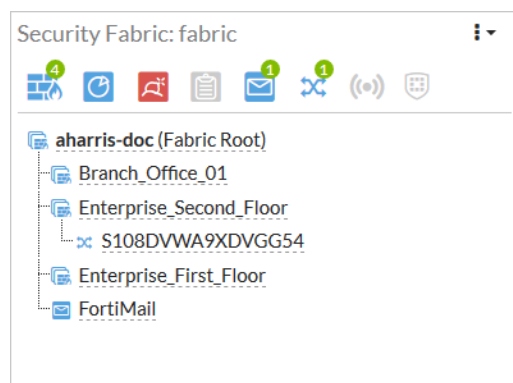 Security Fabric: fabric
4 1 1
aharris-doc (Fabric Root)
Branch_Office_01
Enterprise_Second_Floor
S108DVWA9XDVGG54
Enterprise_First_Floor
FortiMail